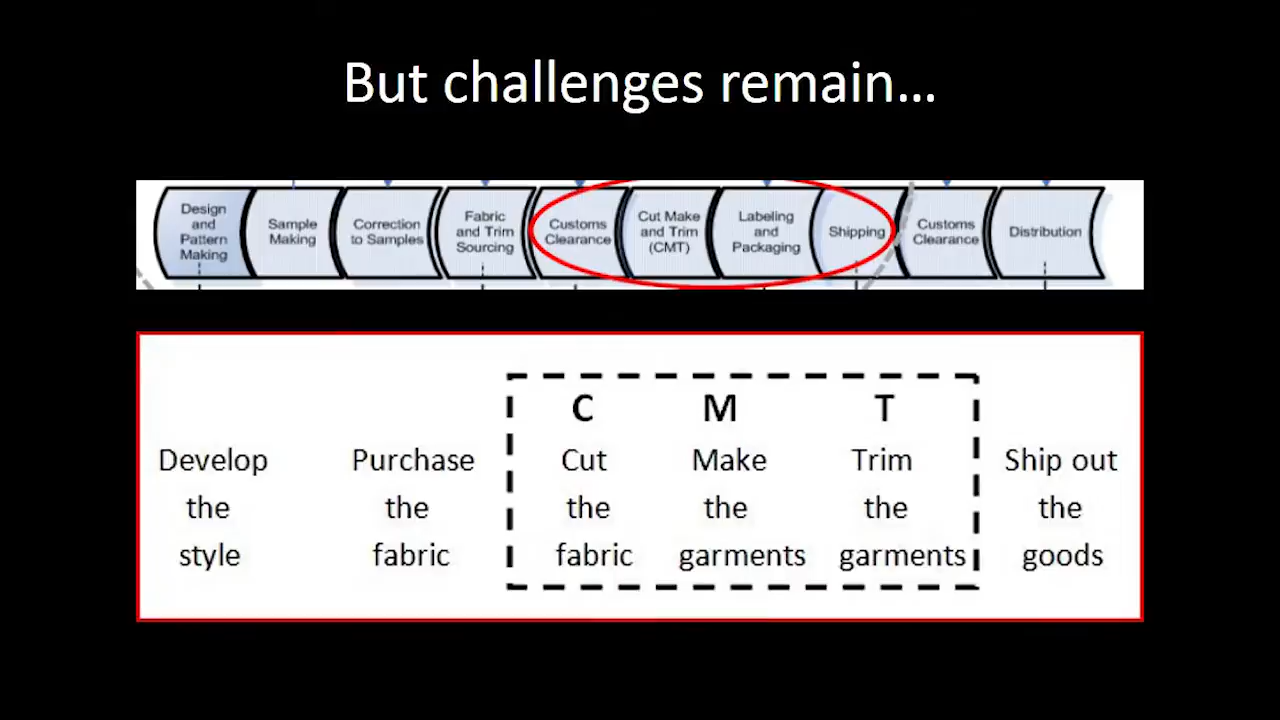 But challenges remain...
Design
and
Pattern
Making
Sample
Making
Correction
to Samples
Fabric
and Trim
Sourcing
Customs
Clearance
Cut Make
and Trim
(CMT)
Labeling
and
Packaging
Shipping
Customs
Clearance
Distribution
C M T
Develop Purchase Cut Make Trim Ship out
the the the the the the
style fabric fabric garments garments goods